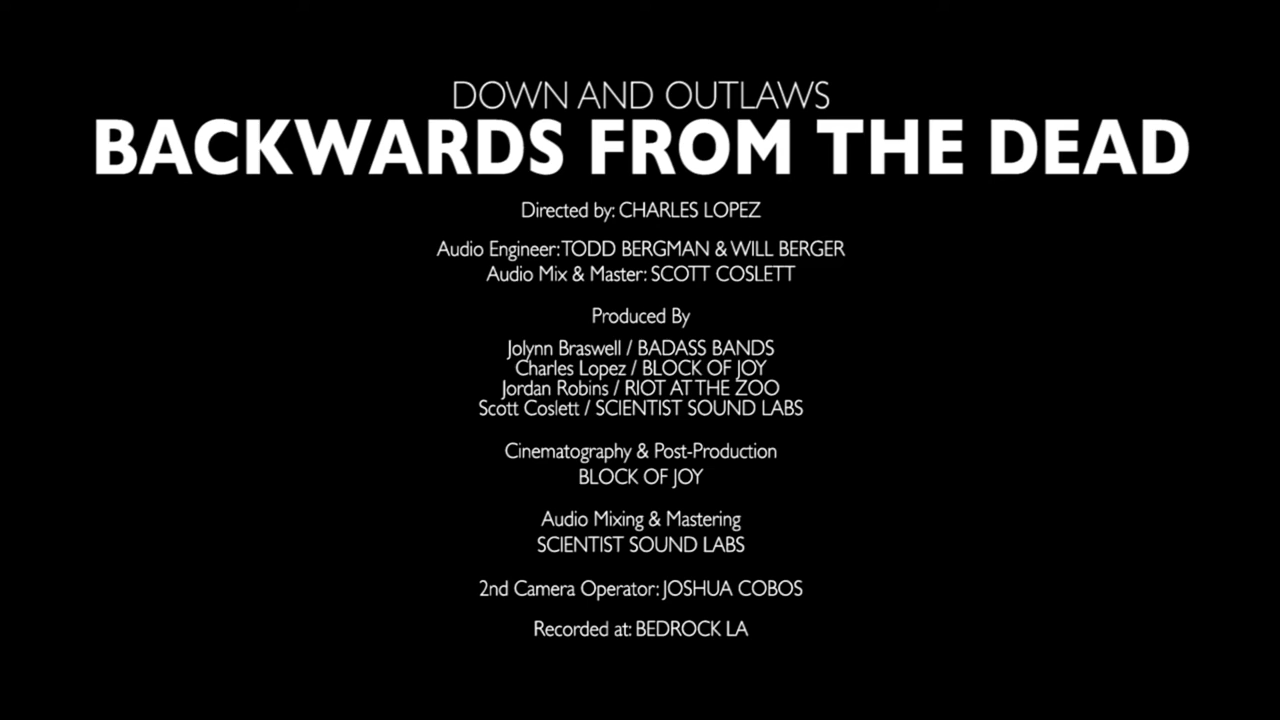 DOWN AND OUTLAWS
BACKWARDS FROM THE DEAD
Directed by: CHARLES LOPEZ
Audio Engineer: TODD BERGMAN & WILL BERGER
Audio Mix & Master: SCOTT COSLETT
Produced By
Jolynn Braswell / BADASS BANDS
Charles Lopez / BLOCK OF JOY
Jordan Robins / RIOT AT THE ZOO
Scott Coslett / SCIENTIST SOUND LABS
Cinematography & Post-Production
BLOCK OF JOY
Audio Mixing & Mastering
SCIENTIST SOUND LABS
2nd Camera Operator: JOSHUA COBOS
Recorded at: BEDROCK LA